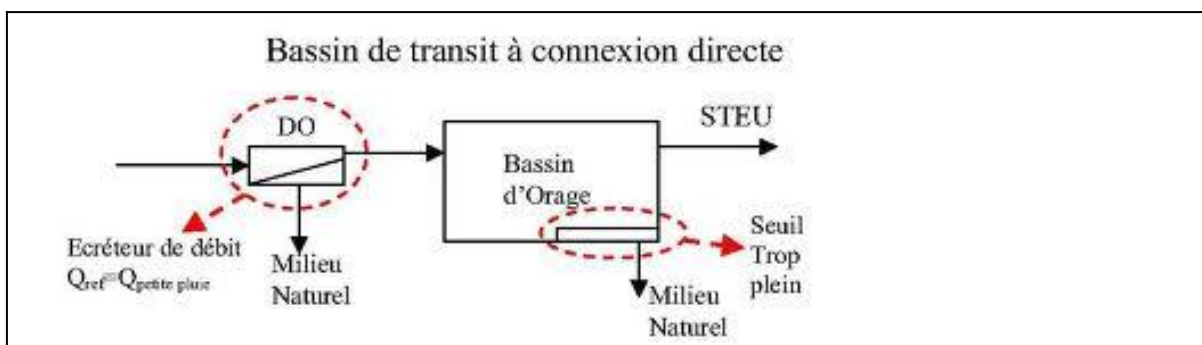 Bassin de transit à connexion directe
DO
STEU
Bassin
d'Orage
Ecréteur de débit
Qref=Qpetite pluie
Milieu
Naturel
Seuil
Trop
plein
Milieu
Naturel